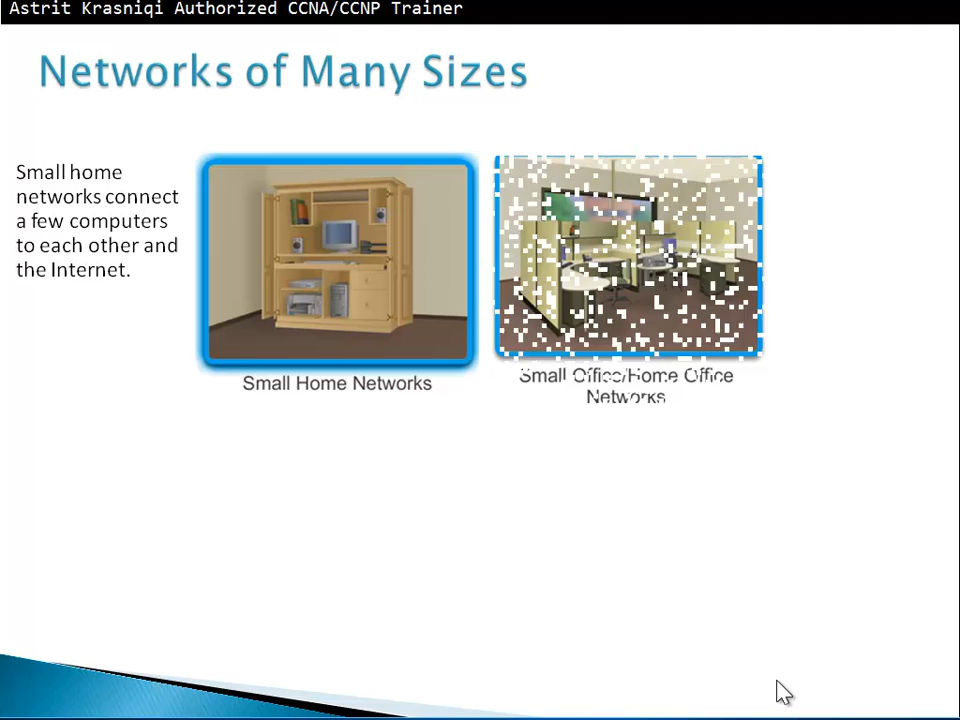 Astrit Krasniqi Authorized CCNA/CCNP Trainer
Networks of Many Sizes
Small home
networks connect
a few computers
to each other and
the Internet.
Small Home Networks
Small Office/Home Office
Networks